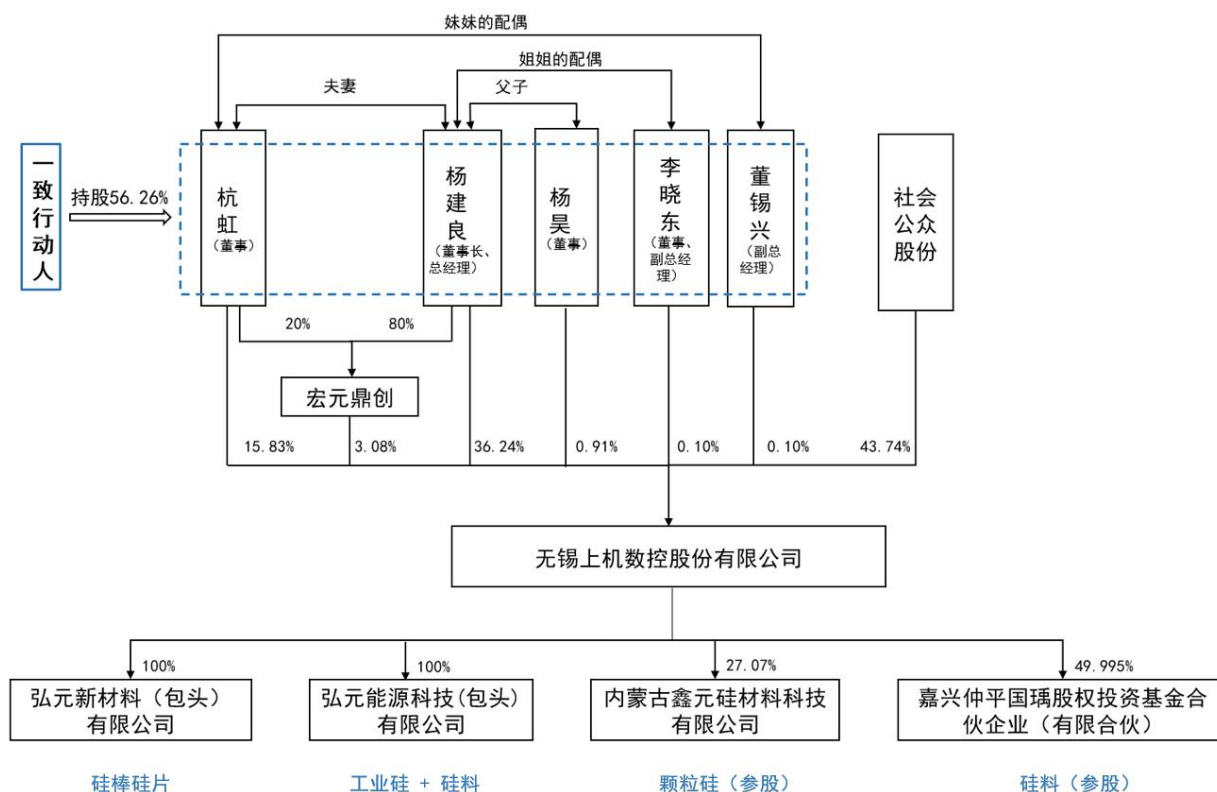 妹妹的配偶
姐姐的配偶
夫妻
父子
一致行动人
持股56.26%
杭虹
（董事）
杨建良
（董事长、
总经理）
杨昊
（董事）
李晓东
（董事、
副总经
理）
董锡兴
（副总
经理）
社会
公众
股份
20%
80%
宏元鼎创
15.83%
3.08%
36.24%
0.91%
0.10%
0.10%
43.74%
无锡上机数控股份有限公司
100%
100%
27.07%
49.995%
弘元新材料（包头）
有限公司
弘元能源科技(包头)
有限公司
内蒙古鑫元硅材料科技
有限公司
嘉兴仲平国瑀股权投资基金合
伙企业（有限合伙）
硅棒硅片
工业硅 + 硅料
颗粒硅（参股）
硅料（参股）